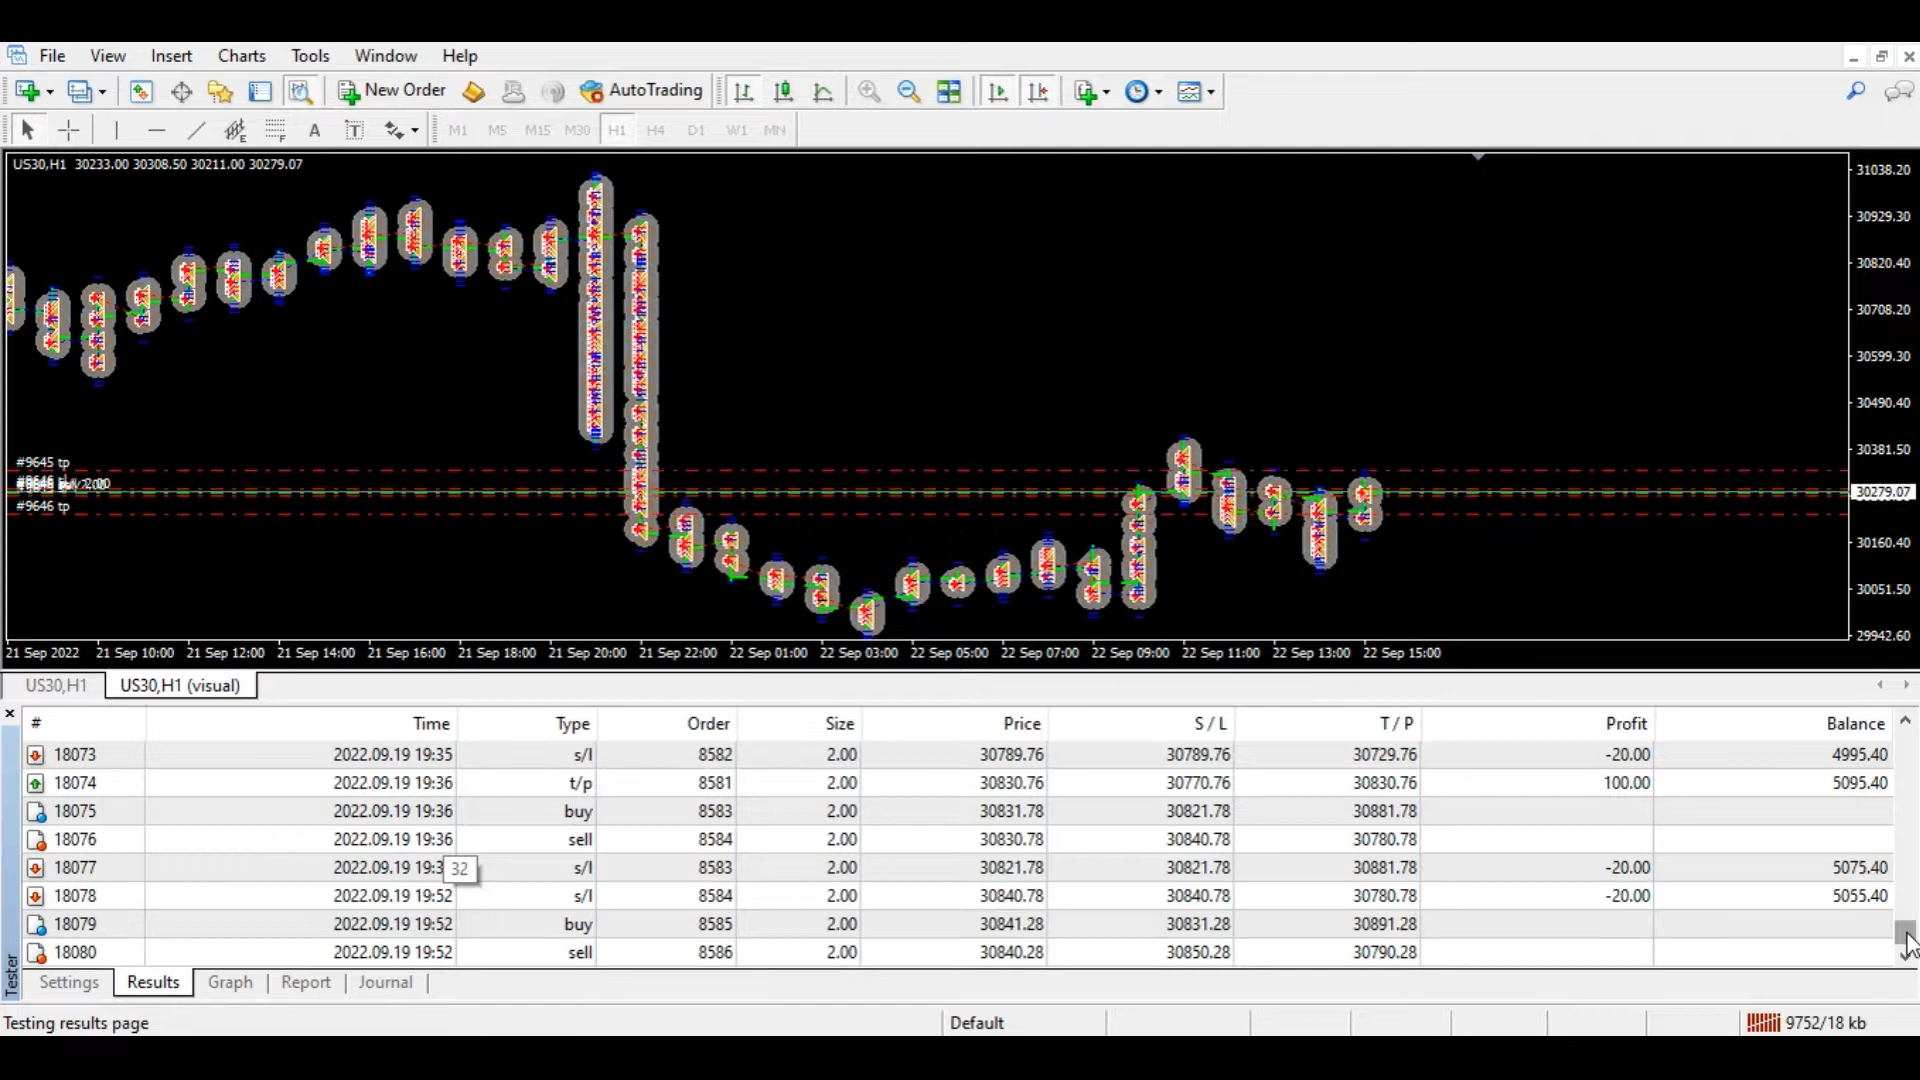 File View Insert Charts Tools Window Help
New Order AutoTrading
A T M1 M5 M15 M30 H1 H4 D1 W1 MN
US30,H1 30233.00 30308.50 30211.00 30279.07
31038.20
30929.30
30820.40
30708.20
30599.30
30490.40
30381.50
#9645 tp
30279.07
#9646 tp
30160.40
30051.50
29942.60
21 Sep 2022 21 Sep 10:00 21 Sep 12:00 21 Sep 14:00 21 Sep 16:00 21 Sep 18:00 21 Sep 20:00 21 Sep 22:00 22 Sep 01:00 22 Sep 03:00 22 Sep 05:00 22 Sep 07:00 22 Sep 09:00 22 Sep 11:00 22 Sep 13:00 22 Sep 15:00
US30,H1 US30,H1 (visual)
# Time Type Order Size Price S / L T / P Profit Balance
18073 2022.09.19 19:35 s/l 8582 2.00 30789.76 30789.76 30729.76 -20.00 4995.40
18074 2022.09.19 19:36 t/p 8581 2.00 30830.76 30770.76 30830.76 100.00 5095.40
18075 2022.09.19 19:36 buy 8583 2.00 30831.78 30821.78 30881.78
18076 2022.09.19 19:36 sell 8584 2.00 30830.78 30840.78 30780.78
18077 2022.09.19 19:3 32 s/l 8583 2.00 30821.78 30821.78 30881.78 -20.00 5075.40
18078 2022.09.19 19:52 s/l 8584 2.00 30840.78 30840.78 30780.78 -20.00 5055.40
18079 2022.09.19 19:52 buy 8585 2.00 30841.28 30831.28 30891.28
18080 2022.09.19 19:52 sell 8586 2.00 30840.28 30850.28 30790.28
Tester
Settings Results Graph Report Journal
Testing results page Default 9752/18 kb